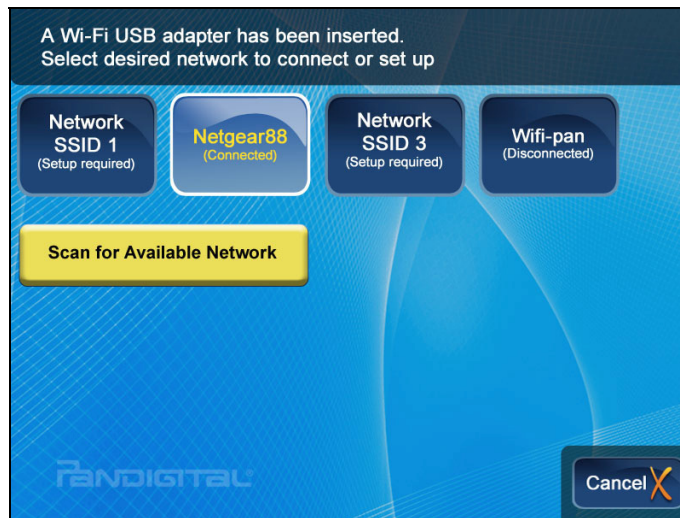 A Wi-Fi USB adapter has been inserted.
Select desired network to connect or set up
Network
SSID 1
(Setup required)
Netgear88
(Connected)
Network
SSID 3
(Setup required)
Wifi-pan
(Disconnected)
Scan for Available Network
PANDIGITAL
Cancel X